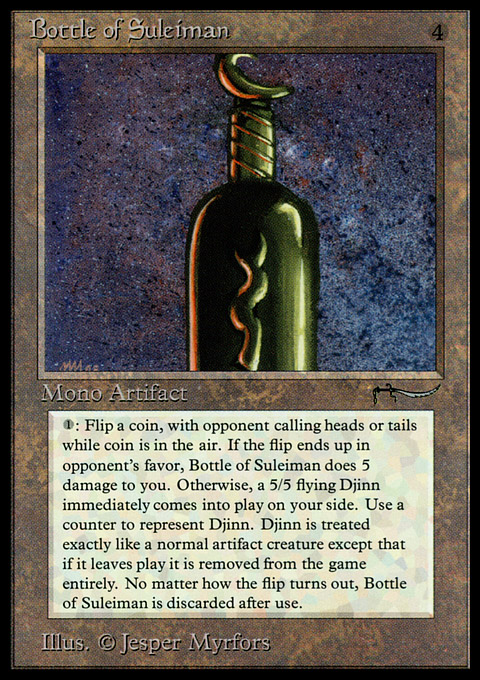 Bottle of Suleiman 4
Mono Artifact
①: Flip a coin, with opponent calling heads or tails
while coin is in the air. If the flip ends up in
opponent's favor, Bottle of Suleiman does 5
damage to you. Otherwise, a 5/5 flying Djinn
immediately comes into play on your side. Use a
counter to represent Djinn. Djinn is treated
exactly like a normal artifact creature except that
if it leaves play it is removed from the game
entirely. No matter how the flip turns out, Bottle
of Suleiman is discarded after use.
Illus. © Jesper Myrfors